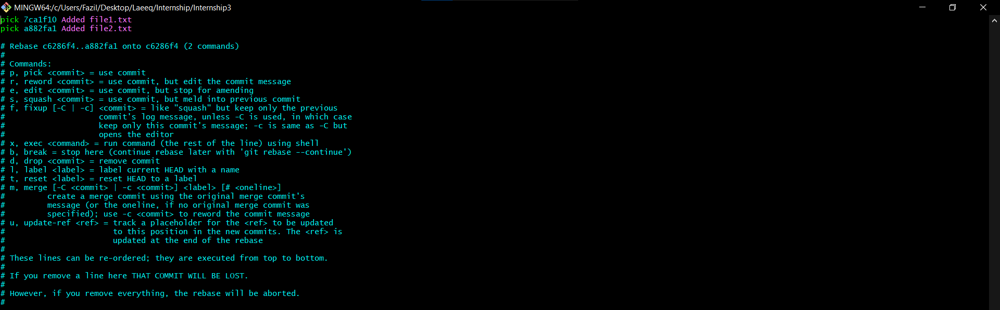 MINGW64:/c/Users/Fazil/Desktop/Laeeq/Internship/Internship3
pick 7ca1f10 Added file1.txt
pick a882fa1 Added file2.txt

# Rebase c6286f4..a882fa1 onto c6286f4 (2 commands)
#
# Commands:
# p, pick <commit> = use commit
# r, reword <commit> = use commit, but edit the commit message
# e, edit <commit> = use commit, but stop for amending
# s, squash <commit> = use commit, but meld into previous commit
# f, fixup [-C | -c] <commit> = like "squash" but keep only the previous
#                    commit's log message, unless -C is used, in which case
#                    keep only this commit's message; -c is same as -C but
#                    opens the editor
# x, exec <command> = run command (the rest of the line) using shell
# b, break = stop here (continue rebase later with 'git rebase --continue')
# d, drop <commit> = remove commit
# l, label <label> = label current HEAD with a name
# t, reset <label> = reset HEAD to a label
# m, merge [-C <commit> | -c <commit>] <label> [# <oneline>]
#         create a merge commit using the original merge commit's
#         message (or the oneline, if no original merge commit was
#         specified); use -c <commit> to reword the commit message
# u, update-ref <ref> = track a placeholder for the <ref> to be updated
#                       to this position in the new commits. The <ref> is
#                       updated at the end of the rebase
#
# These lines can be re-ordered; they are executed from top to bottom.
#
# If you remove a line here THAT COMMIT WILL BE LOST.
#
# However, if you remove everything, the rebase will be aborted.
#